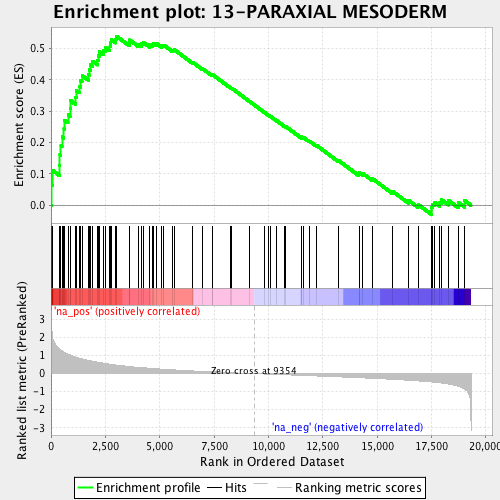 Enrichment plot: 13-PARAXIAL MESODERM
Enrichment score (ES)
0.5
0.4
0.3
0.2
0.1
0.0
'na_pos' (positively correlated)
Ranked list metric (PreRanked)
3
2
1
0
-1
-2
-3
Zero cross at 9354
'na_neg' (negatively correlated)
0
2,500
5,000
7,500
10,000
12,500
15,000
17,500
20,000
Rank in Ordered Dataset
Enrichment profile
Hits
Ranking metric scores